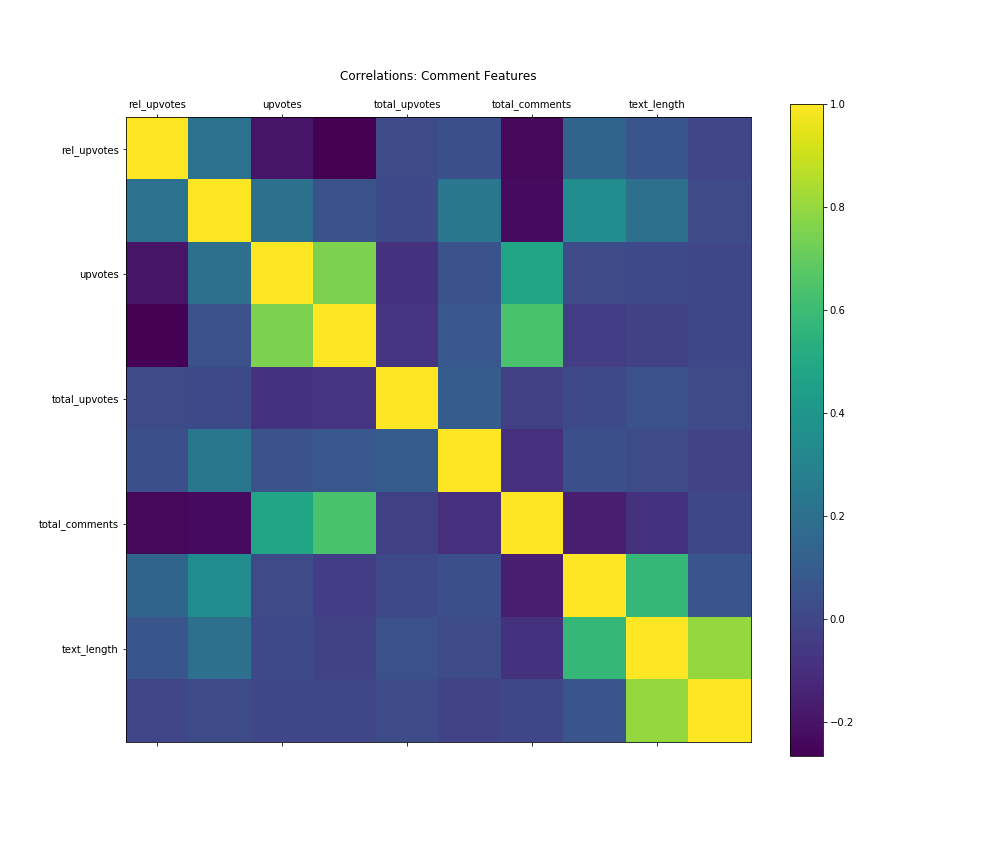 Correlations: Comment Features
rel_upvotes upvotes total_upvotes total_comments text_length
rel_upvotes
upvotes
total_upvotes
total_comments
text_length
1.0
0.8
0.6
0.4
0.2
0.0
−0.2